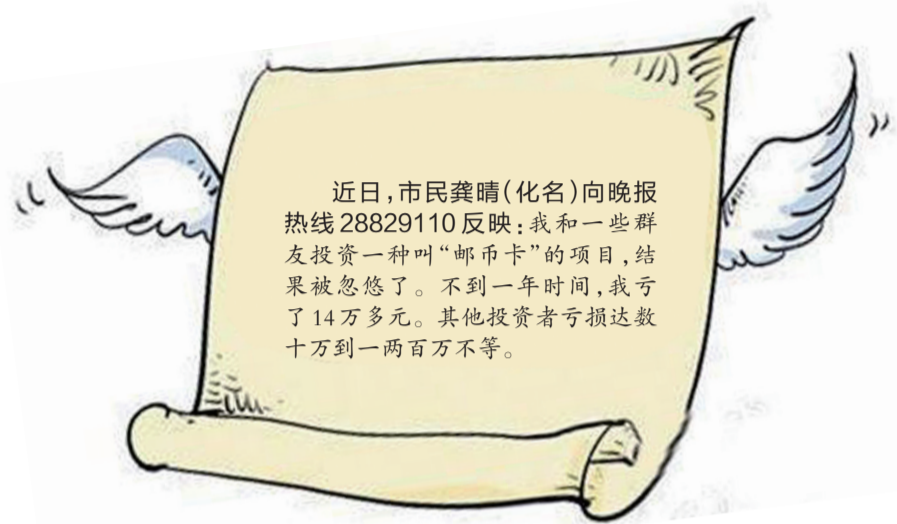 近日,市民龚晴(化名)向晚报
热线28829110反映:我和一些群
友投资一种叫“邮币卡”的项目,结
果被忽悠了。不到一年时间,我亏
了14万多元。其他投资者亏损达数
十万到一两百万不等。